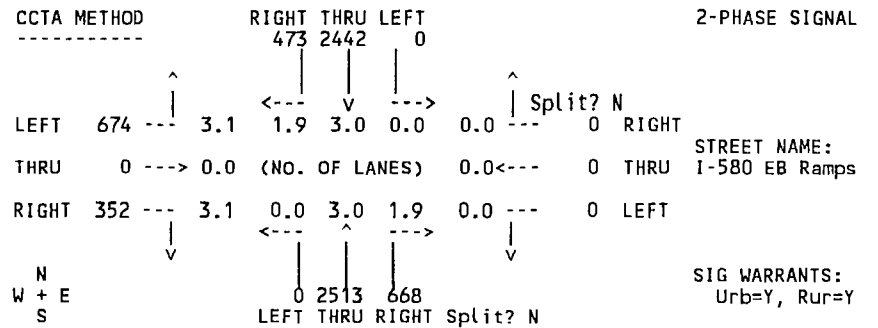 CCTA METHOD RIGHT THRU LEFT 2-PHASE SIGNAL
----------- 473 2442 0
^ ^
<--- v ---> | Split? N
LEFT 674 --- 3.1 1.9 3.0 0.0 0.0 --- 0 RIGHT
STREET NAME:
THRU 0 ---> 0.0 (NO. OF LANES) 0.0<--- 0 THRU I-580 EB Ramps
RIGHT 352 --- 3.1 0.0 3.0 1.9 0.0 --- 0 LEFT
<--- ^ --->
v v
N SIG WARRANTS:
W + E 0 2513 668 Urb=Y, Rur=Y
S LEFT THRU RIGHT Split? N